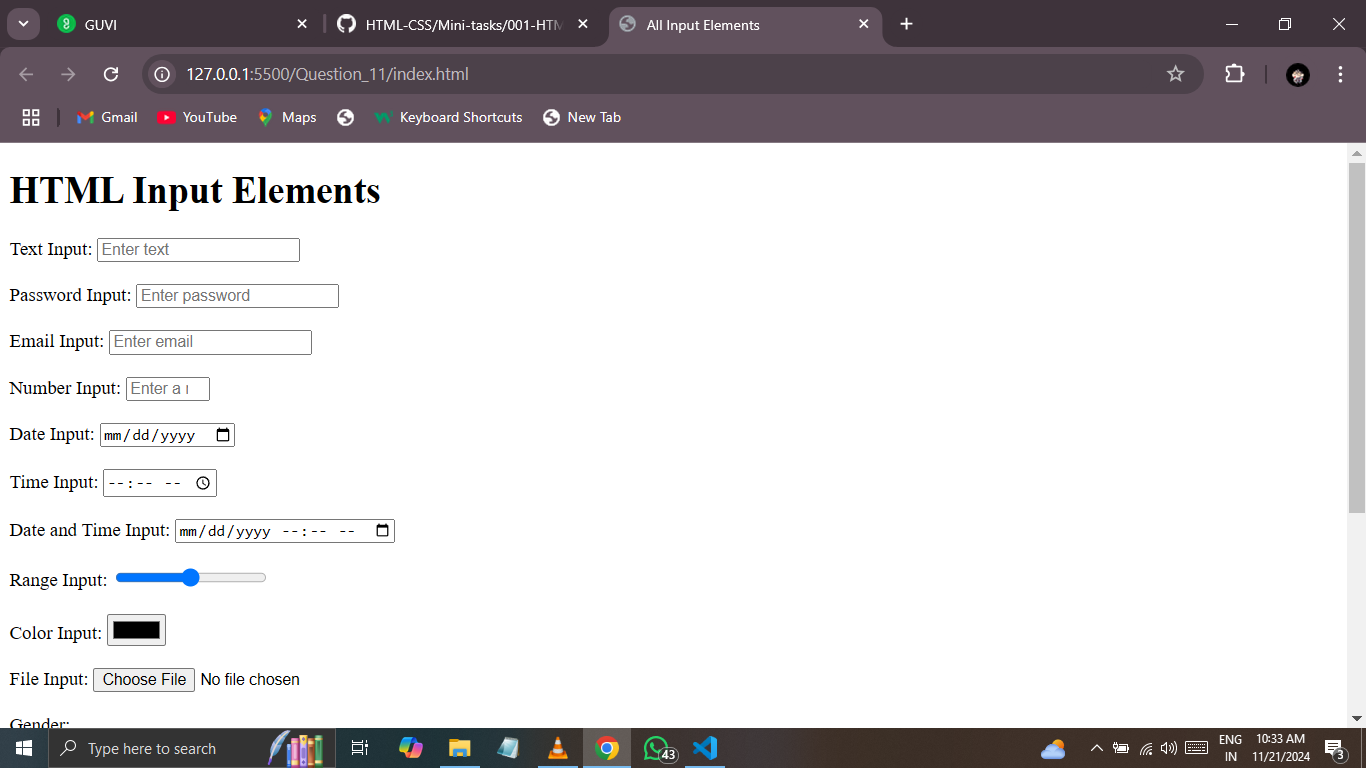 GUVI
HTML-CSS/Mini-tasks/001-HTM
All Input Elements
127.0.0.1:5500/Question_11/index.html
Gmail
YouTube
Maps
Keyboard Shortcuts
New Tab
HTML Input Elements
Text Input: Enter text
Password Input: Enter password
Email Input: Enter email
Number Input: Enter a
Date Input: mm/dd/yyyy
Time Input: --:-- --
Date and Time Input: mm/dd/yyyy --:-- --
Range Input:
Color Input:
File Input: Choose File No file chosen
Gender:
Type here to search
43
ENG
IN
10:33 AM
11/21/2024
3